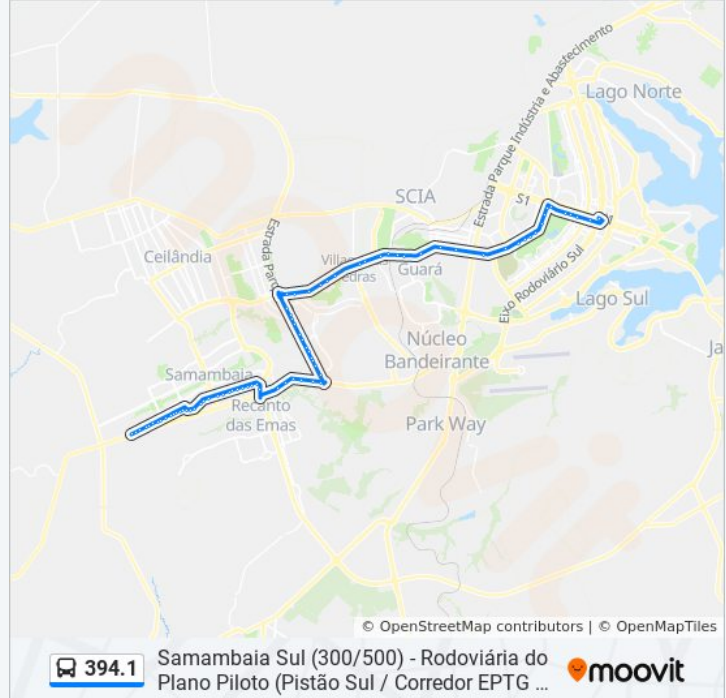 Lago Norte
Estrada Parque Indústria e Abastecimento
SCIA
S1
Ceilândia
Estrada Parq
Guará
Eixo Rodoviário Sul
Lago Sul
Núcleo
Bandeirante
Samambaia
Recanto
das Emas
Park Way
© OpenStreetMap contributors | © OpenMapTiles
394.1
Samambaia Sul (300/500) - Rodoviária do
Plano Piloto (Pistão Sul / Corredor EPTG ...
moovit